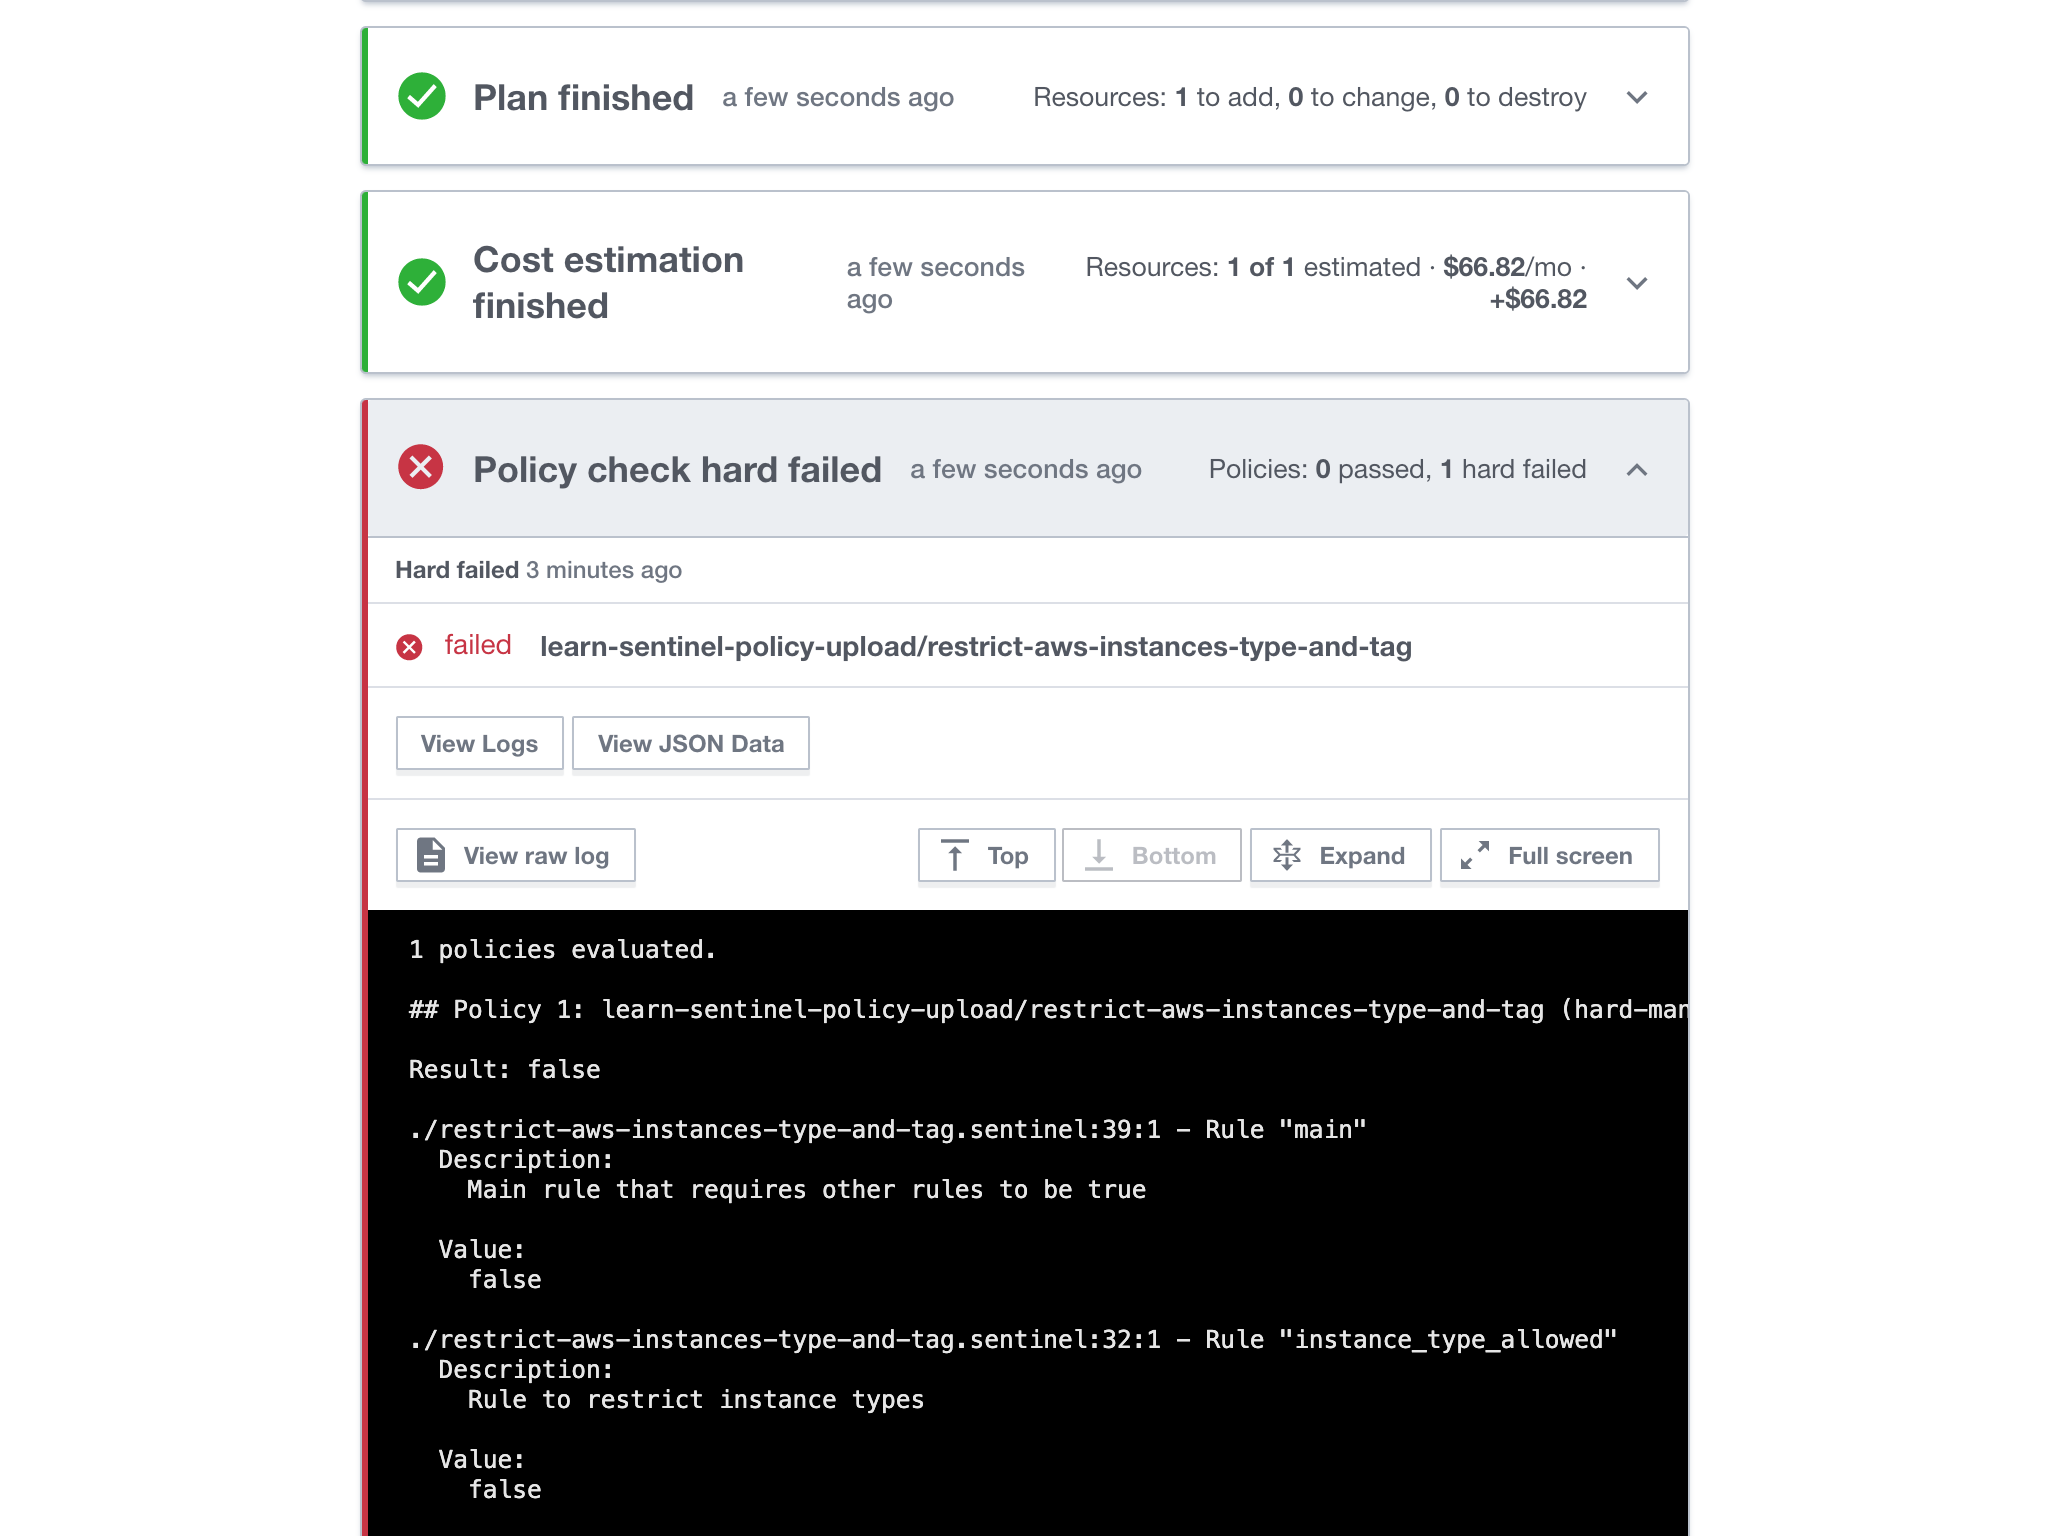 Plan finished a few seconds ago Resources: 1 to add, 0 to change, 0 to destroy
Cost estimation
finished
a few seconds
ago
Resources: 1 of 1 estimated · $66.82/mo ·
+$66.82
Policy check hard failed a few seconds ago Policies: 0 passed, 1 hard failed
Hard failed 3 minutes ago
failed learn-sentinel-policy-upload/restrict-aws-instances-type-and-tag
View Logs View JSON Data
View raw log Top Bottom Expand Full screen
1 policies evaluated.
## Policy 1: learn-sentinel-policy-upload/restrict-aws-instances-type-and-tag (hard-man
Result: false
./restrict-aws-instances-type-and-tag.sentinel:39:1 - Rule "main"
Description:
Main rule that requires other rules to be true
Value:
false
./restrict-aws-instances-type-and-tag.sentinel:32:1 - Rule "instance_type_allowed"
Description:
Rule to restrict instance types
Value:
false